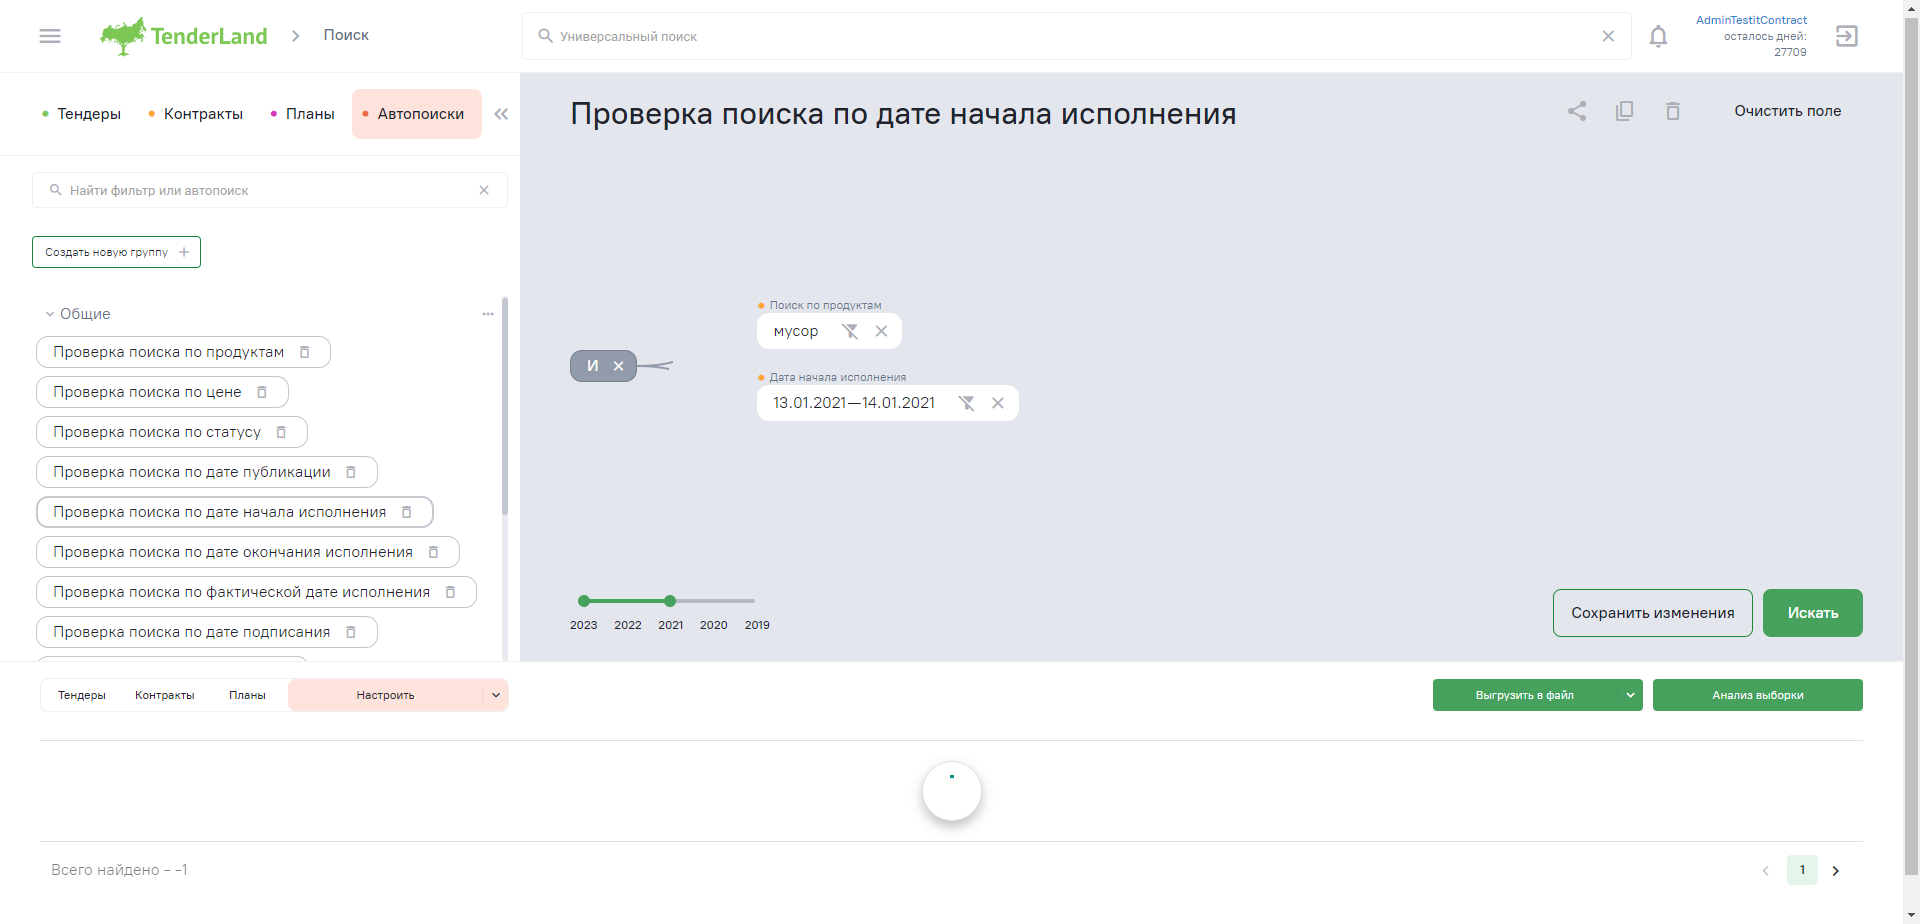 TenderLand
Поиск
Универсальный поиск
AdminTestitContract
осталось дней:
27709
Тендеры
Контракты
Планы
Автопоиски
Найти фильтр или автопоиск
Создать новую группу
Общие
Проверка поиска по продуктам
Проверка поиска по цене
Проверка поиска по статусу
Проверка поиска по дате публикации
Проверка поиска по дате начала исполнения
Проверка поиска по дате окончания исполнения
Проверка поиска по фактической дате исполнения
Проверка поиска по дате подписания
Проверка поиска по дате начала исполнения
Очистить поле
Поиск по продуктам
мусор
И
Дата начала исполнения
13.01.2021—14.01.2021
2023 2022 2021 2020 2019
Сохранить изменения
Искать
Тендеры
Контракты
Планы
Настроить
Выгрузить в файл
Анализ выборки
Всего найдено - -1
1